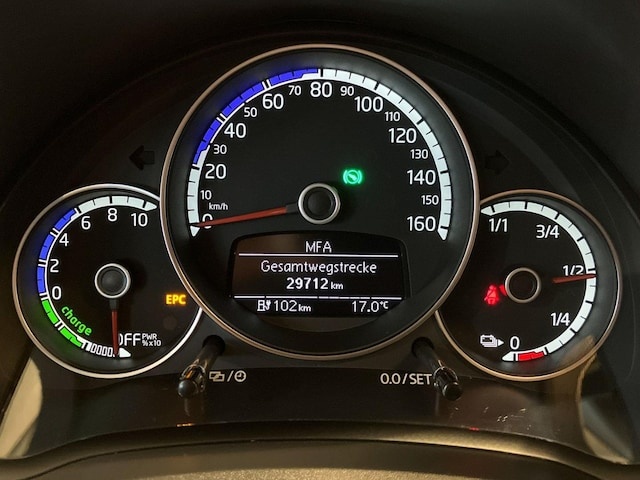 0
10
20
30
40
50
60
70
80
90
100
110
120
130
140
150
160
km/h
MFA
Gesamtwegstrecke
29712 km
102 km
17.0 °C
0
2
4
6
8
10
charge
OFF
PWR
% x10
EPC
1/1
3/4
1/2
1/4
0
0.0/SET